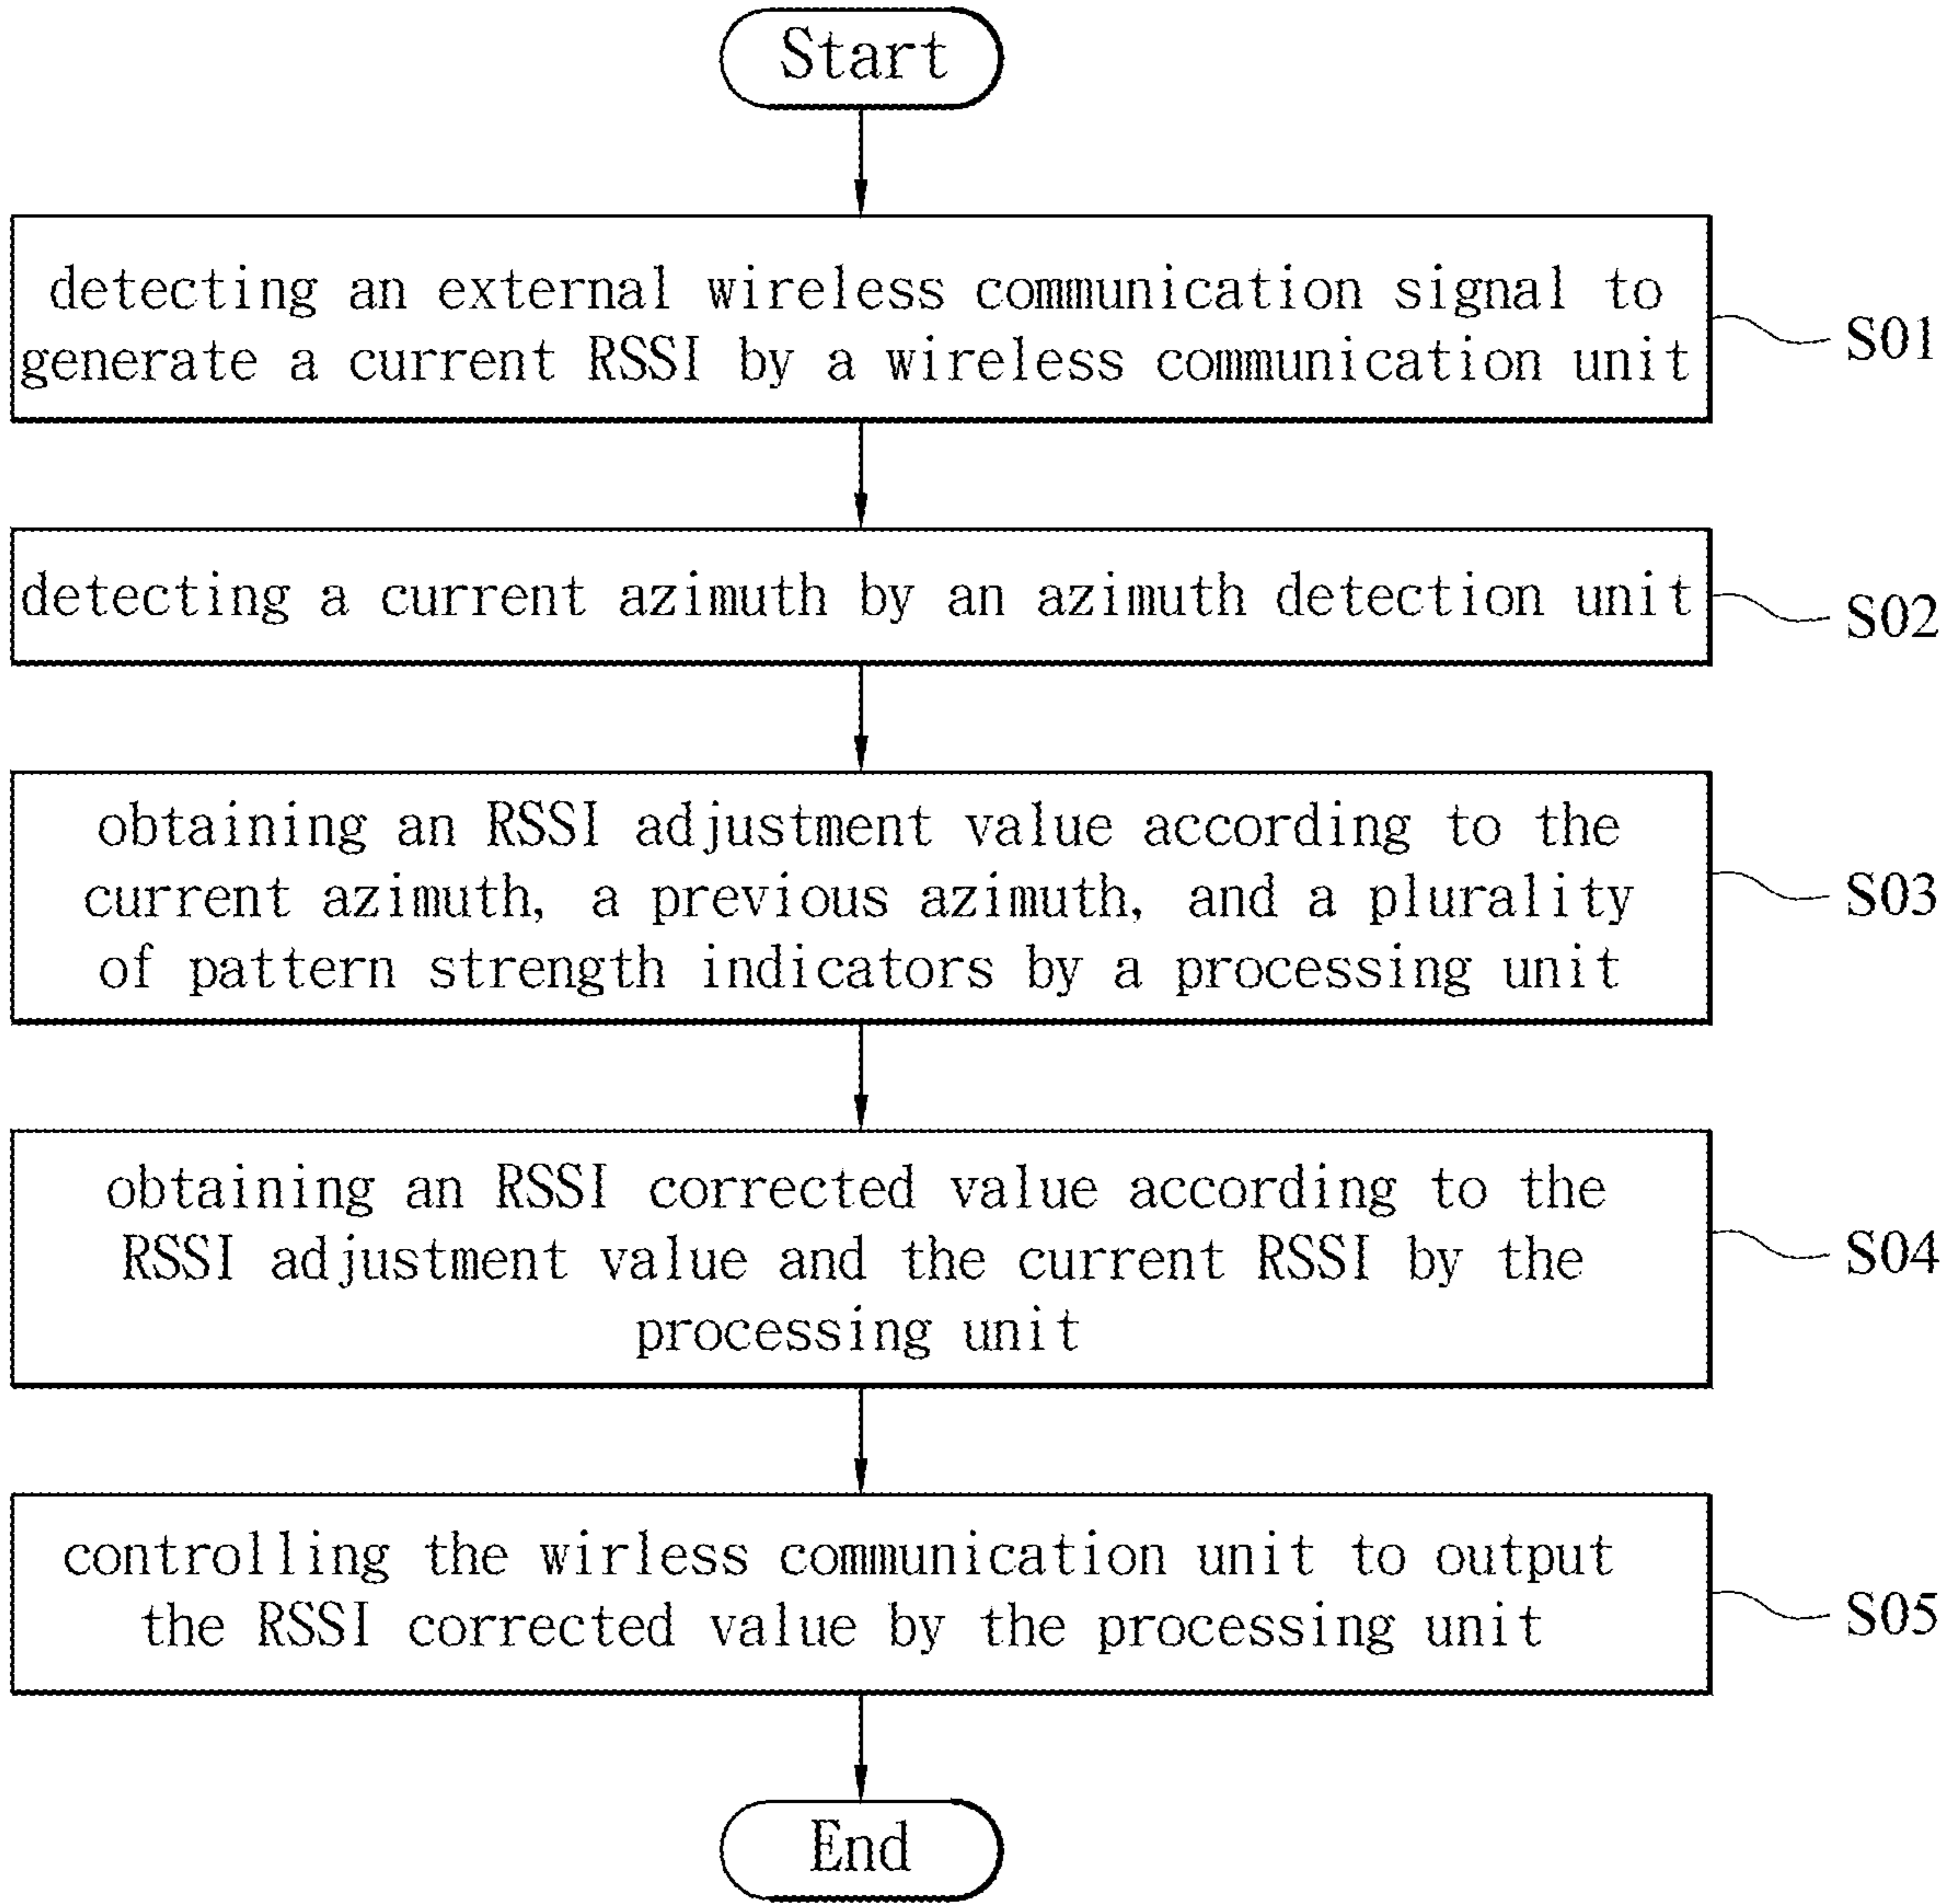 Start
detecting an external wireless communication signal to
generate a current RSSI by a wireless communication unit
S01
detecting a current azimuth by an azimuth detection unit
S02
obtaining an RSSI adjustment value according to the
current azimuth, a previous azimuth, and a plurality
of pattern strength indicators by a processing unit
S03
obtaining an RSSI corrected value according to the
RSSI adjustment value and the current RSSI by the
processing unit
S04
controlling the wirless communication unit to output
the RSSI corrected value by the processing unit
S05
End